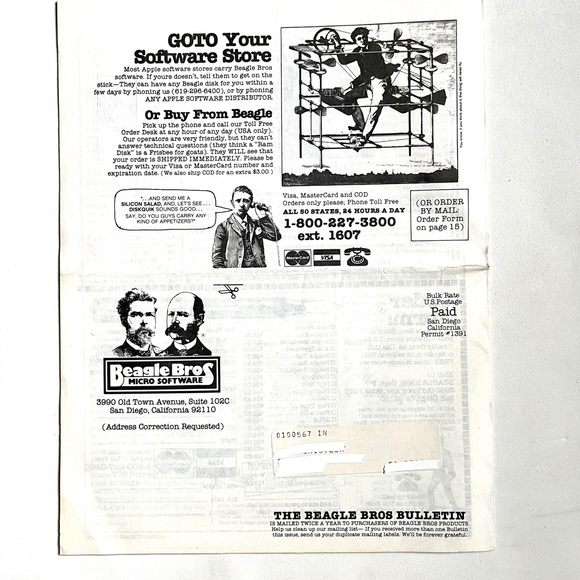 GOTO Your
Software Store
Most Apple software stores carry Beagle Bros
software. If yours doesn't, tell them to get on the
stick—They can have any Beagle disk for you within a
few days by phoning us (619-296-6400), or by phoning
ANY APPLE SOFTWARE DISTRIBUTOR.
Or Buy From Beagle
Pick up the phone and call our Toll Free
Order Desk at any hour of any day (USA only).
Our operators are very friendly, but they can't
answer technical questions (they think a "Ram
Disk" is a Frisbee for goats). They WILL see that
your order is SHIPPED IMMEDIATELY. Please be
ready with your Visa or MasterCard number and
expiration date. (We also ship COD for an extra $3.00.)
"...AND SEND ME A
SILICON SALAD, AND, LET'S SEE...
DISKQUIK SOUNDS GOOD...
SAY, DO YOU GUYS CARRY ANY
KIND OF APPETIZERS?"
Visa, MasterCard and COD
Orders only please; Phone Toll Free
ALL 50 STATES, 24 HOURS A DAY
1-800-227-3800
ext. 1607
MasterCard
VISA
(OR ORDER
BY MAIL:
Order Form
on page 15)
Beagle Bros
MICRO SOFTWARE
3990 Old Town Avenue, Suite 102C
San Diego, California 92110
(Address Correction Requested)
Bulk Rate
U.S. Postage
Paid
San Diego
California
Permit #1391
0100567 IN
THE BEAGLE BROS BULLETIN
IS MAILED TWICE A YEAR TO PURCHASERS OF BEAGLE BROS PRODUCTS.
Help us clean up our mailing list— If you received more than one Bulletin
this issue, send us your duplicate mailing labels. We'll be forever grateful.